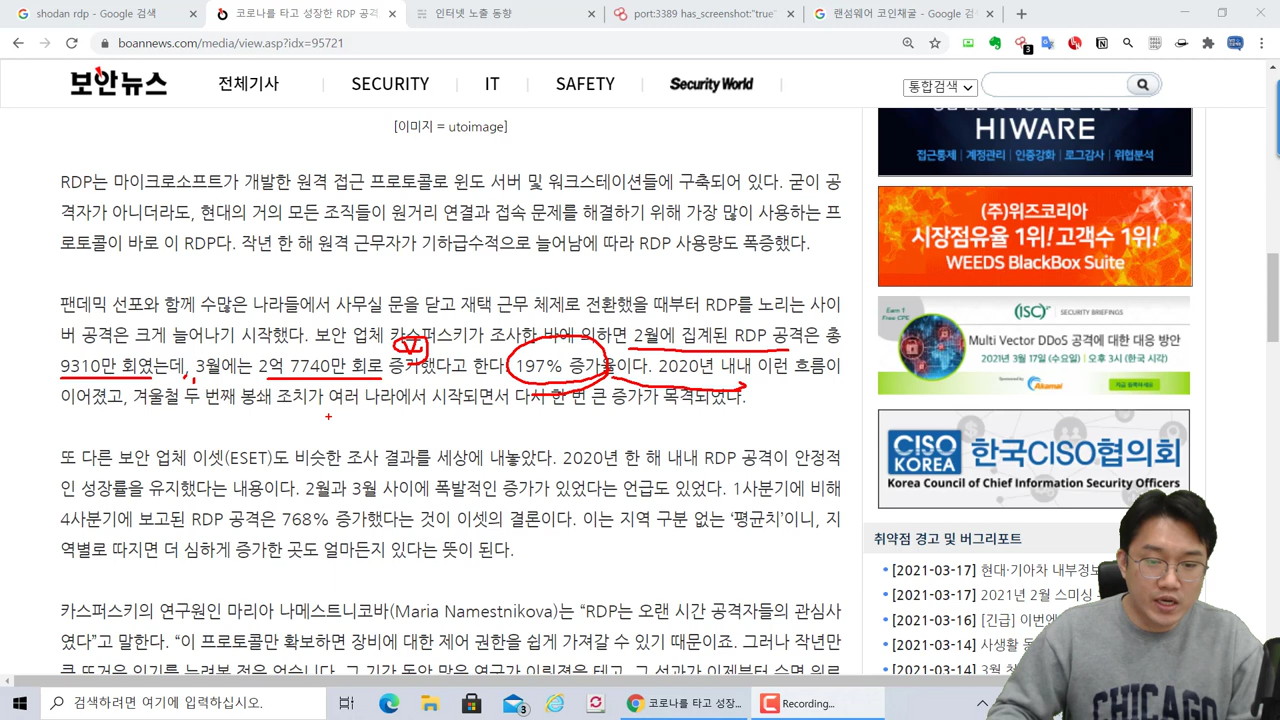 shodan rdp - Google 검색
코로나를 타고 성장한 RDP 공격
인터넷 노출 동향
port:3389 has_screenshot:"true"
랜섬웨어 코인채굴 - Google 검
boannews.com/media/view.asp?idx=95721
3
보안뉴스
전체기사
SECURITY
IT
SAFETY
Security World
통합검색
[이미지 = utoimage]
RDP는 마이크로소프트가 개발한 원격 접근 프로토콜로 윈도 서버 및 워크스테이션들에 구축되어 있다. 굳이 공
격자가 아니더라도, 현대의 거의 모든 조직들이 원거리 연결과 접속 문제를 해결하기 위해 가장 많이 사용하는 프
로토콜이 바로 이 RDP다. 작년 한 해 원격 근무자가 기하급수적으로 늘어남에 따라 RDP 사용량도 폭증했다.
팬데믹 선포와 함께 수많은 나라들에서 사무실 문을 닫고 재택 근무 체제로 전환했을 때부터 RDP를 노리는 사이
버 공격은 크게 늘어나기 시작했다. 보안 업체 카스퍼스키가 조사한 바에 의하면 2월에 집계된 RDP 공격은 총
9310만 회였는데, 3월에는 2억 7740만 회로 증가했다고 한다. 197% 증가율이다. 2020년 내내 이런 흐름이
이어졌고, 겨울철 두 번째 봉쇄 조치가 여러 나라에서 시작되면서 다시 한 번 큰 증가가 목격되었다.
또 다른 보안 업체 이셋(ESET)도 비슷한 조사 결과를 세상에 내놓았다. 2020년 한 해 내내 RDP 공격이 안정적
인 성장률을 유지했다는 내용이다. 2월과 3월 사이에 폭발적인 증가가 있었다는 언급도 있었다. 1사분기에 비해
4사분기에 보고된 RDP 공격은 768% 증가했다는 것이 이셋의 결론이다. 이는 지역 구분 없는 ‘평균치’이니, 지
역별로 따지면 더 심하게 증가한 곳도 얼마든지 있다는 뜻이 된다.
카스퍼스키의 연구원인 마리아 나메스트니코바(Maria Namestnikova)는 “RDP는 오랜 시간 공격자들의 관심사
였다”고 말한다. “이 프로토콜만 확보하면 장비에 대한 제어 권한을 쉽게 가져갈 수 있기 때문이죠. 그러나 작년만
HIWARE
접근통제 | 계정관리 | 인증강화 | 로그감사 | 위협분석
(주)위즈코리아
시장점유율 1위! 고객수 1위!
WEEDS BlackBox Suite
Earn 1
Free CPE
(ISC)² SECURITY BRIEFINGS
Multi Vector DDoS 공격에 대한 대응 방안
2021년 3월 17일(수요일) 오후 3시 (한국 시각)
Sponsored by
Akamai
지금등록하기
CISO
KOREA
한국CISO협의회
Korea Council of Chief Information Security Officers
취약점 경고 및 버그리포트
[2021-03-17] 현대·기아차 내부정보
[2021-03-17] 2021년 2월 스미싱
[2021-03-16] [긴급] 이번에
[2021-03-14] 사생활
[2021-03-14] 3월
CHICAGO
검색하려면 여기에 입력하십시오.
3
코로나를 타고 성장...
Recording...